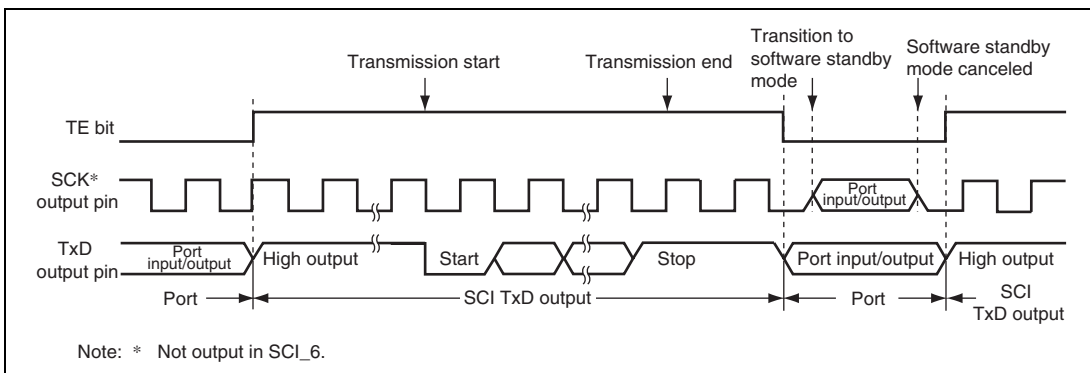 Transition to
software standby
mode
Software standby
mode canceled
Transmission start
Transmission end
TE bit
SCK*
output pin
Port
input/output
TxD
output pin
Port
input/output
High output
Start
Stop
Port input/output
High output
Port
SCI TxD output
Port
SCI
TxD output
Note: * Not output in SCI_6.